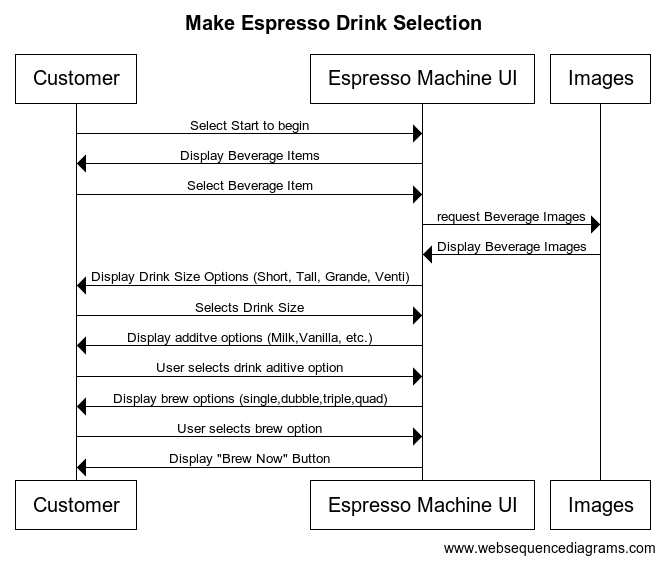 Make Espresso Drink Selection
Customer
Espresso Machine UI
Images
Select Start to begin
Display Beverage Items
Select Beverage Item
request Beverage Images
Display Beverage Images
Display Drink Size Options (Short, Tall, Grande, Venti)
Selects Drink Size
Display additve options (Milk,Vanilla, etc.)
User selects drink aditive option
Display brew options (single,dubble,triple,quad)
User selects brew option
Display "Brew Now" Button
Customer
Espresso Machine UI
Images
www.websequencediagrams.com